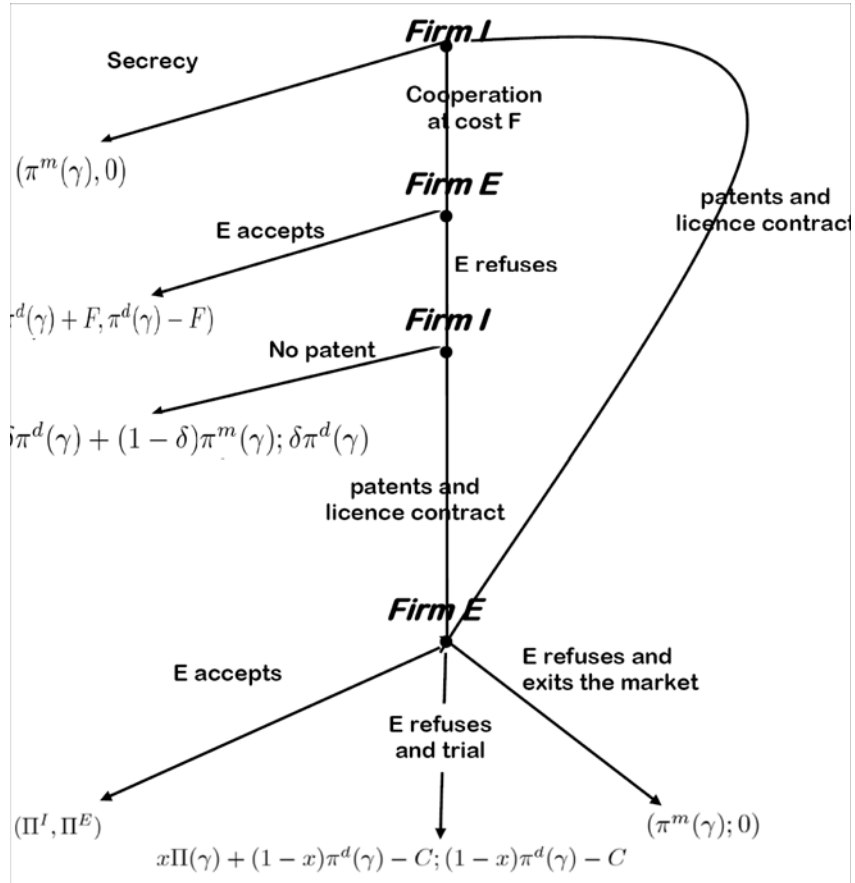 Firm I
Secrecy
Cooperation
at cost F
(π^m(γ), 0)
Firm E
patents and
licence contract
E accepts
E refuses
π^d(γ) + F, π^d(γ) − F)
Firm I
No patent
δπ^d(γ) + (1 − δ)π^m(γ); δπ^d(γ)
patents and
licence contract
Firm E
E accepts
E refuses and
exits the market
E refuses
and trial
(Π^I, Π^E)
(π^m(γ); 0)
xΠ(γ) + (1 − x)π^d(γ) − C; (1 − x)π^d(γ) − C